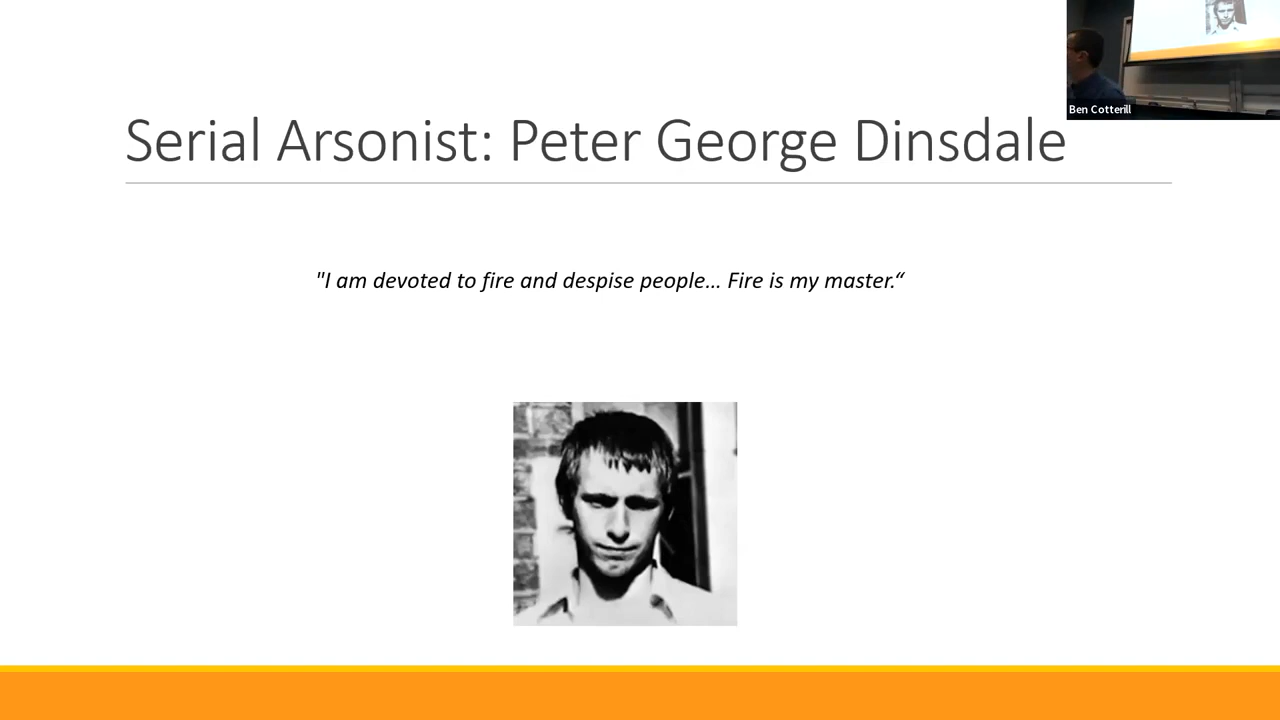 Ben Cotterill
Serial Arsonist: Peter George Dinsdale
"I am devoted to fire and despise people... Fire is my master.“